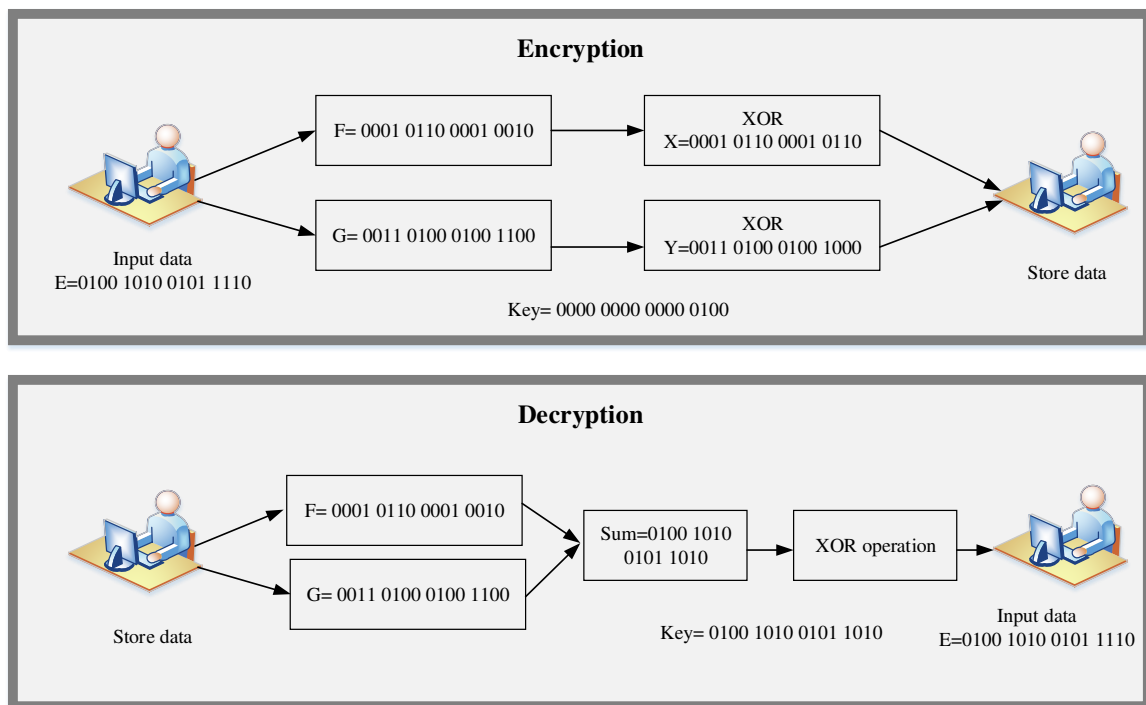 Encryption
F= 0001 0110 0001 0010
XOR
X=0001 0110 0001 0110
G= 0011 0100 0100 1100
XOR
Y=0011 0100 0100 1000
Input data
E=0100 1010 0101 1110
Store data
Key= 0000 0000 0000 0100
Decryption
F= 0001 0110 0001 0010
G= 0011 0100 0100 1100
Sum=0100 1010
0101 1010
XOR operation
Store data
Key= 0100 1010 0101 1010
Input data
E=0100 1010 0101 1110